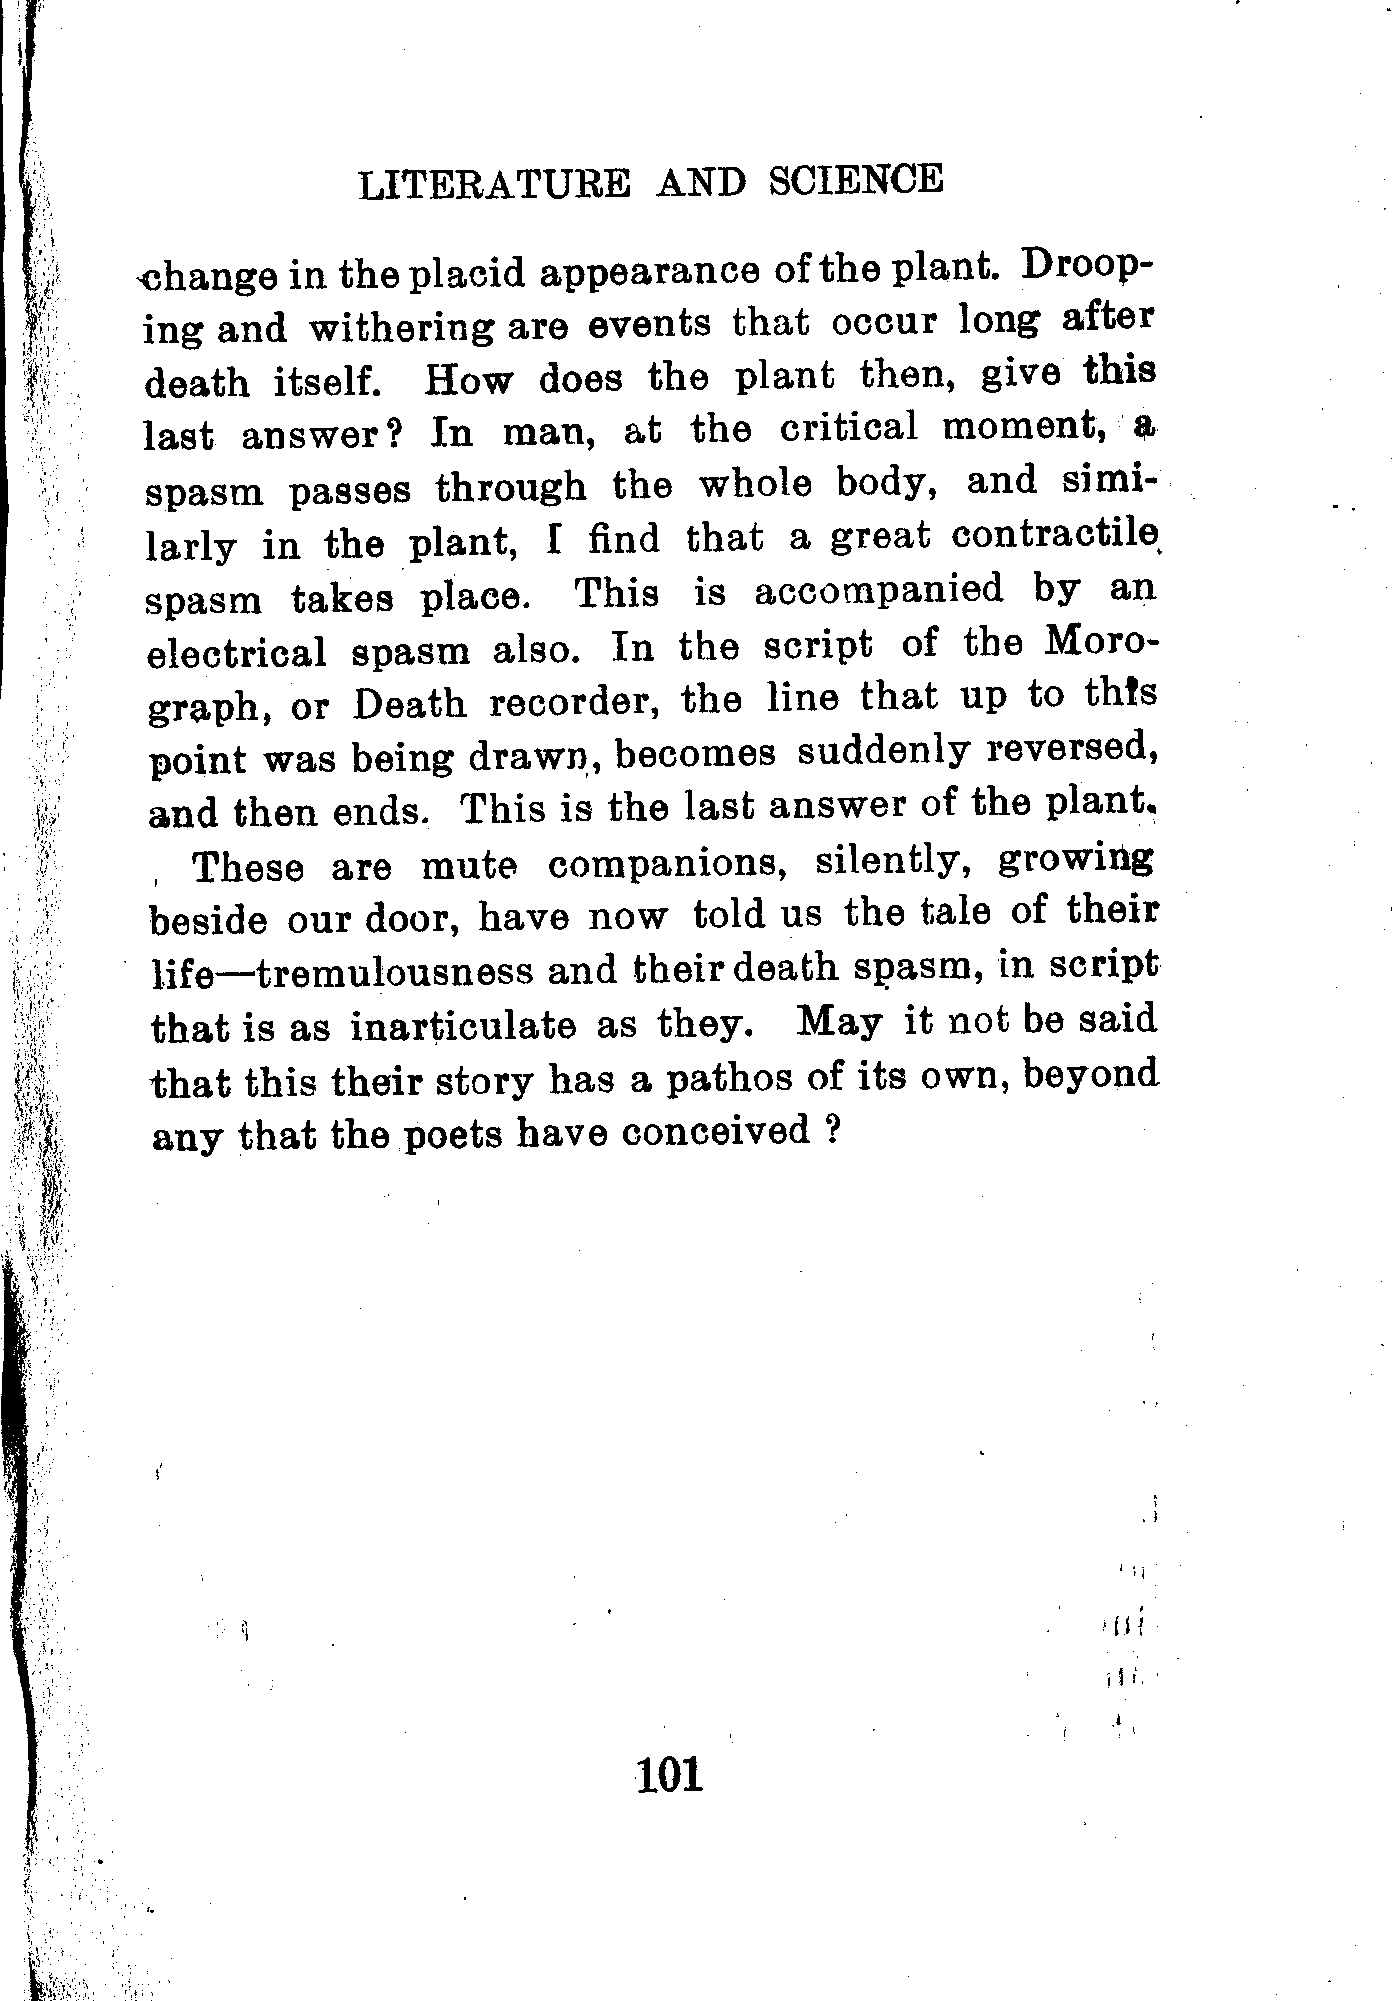 LITERATURE AND SCIENCE
change in the placid appearance of the plant. Droop-
ing and withering are events that occur long after
death itself. How does the plant then, give this
last answer? In man, at the critical moment, a
spasm passes through the whole body, and simi-
larly in the plant, I find that a great contractile
spasm takes place. This is accompanied by an
electrical spasm also. In the script of the Moro-
graph, or Death recorder, the line that up to this
point was being drawn, becomes suddenly reversed,
and then ends. This is the last answer of the plant.
These are mute companions, silently, growing
beside our door, have now told us the tale of their
life—tremulousness and their death spasm, in script
that is as inarticulate as they. May it not be said
that this their story has a pathos of its own, beyond
any that the poets have conceived ?
101